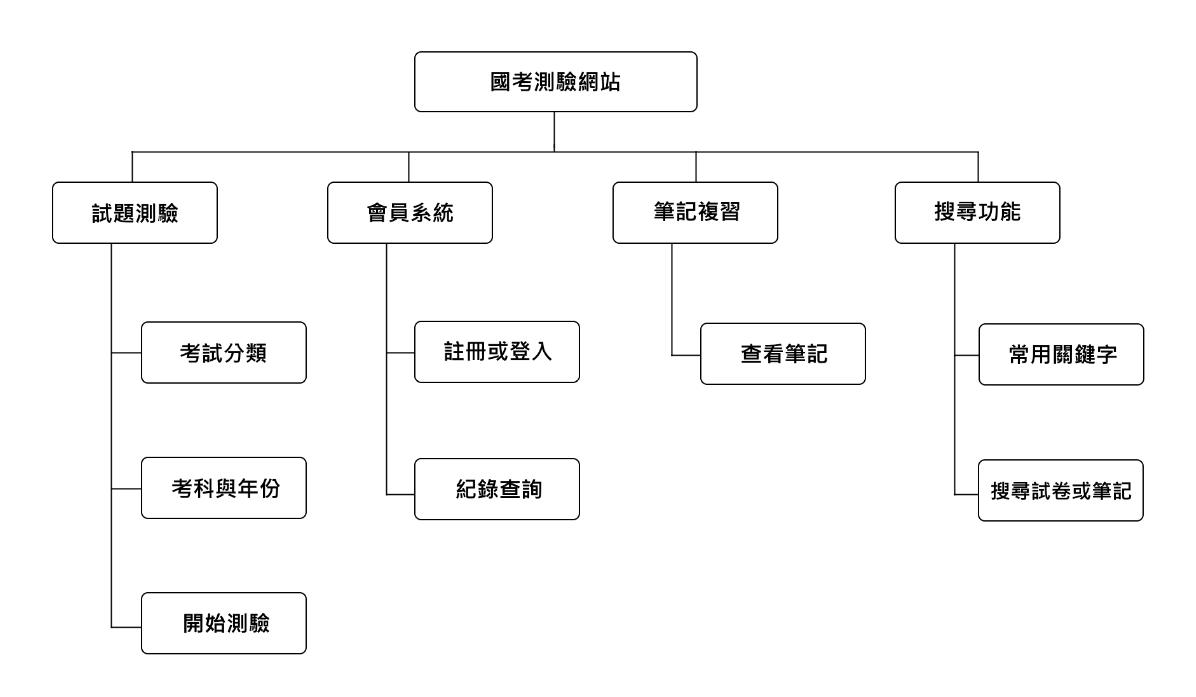 國考測驗網站
試題測驗
會員系統
筆記複習
搜尋功能
考試分類
註冊或登入
查看筆記
常用關鍵字
考科與年份
紀錄查詢
搜尋試卷或筆記
開始測驗